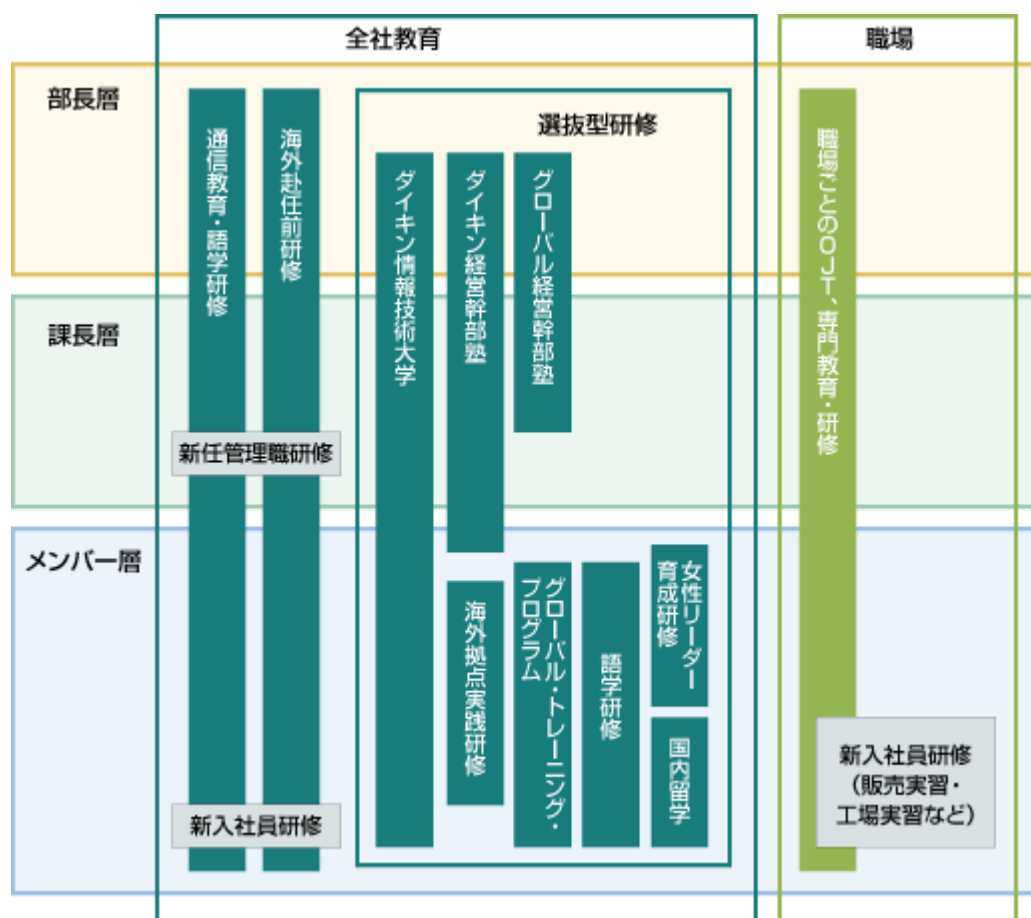 全社教育
職場
部長層
課長層
メンバー層
通信教育・語学研修
海外赴任前研修
新任管理職研修
新入社員研修
選抜型研修
ダイキン情報技術大学
ダイキン経営幹部塾
グローバル経営幹部塾
海外拠点実践研修
グローバル・トレーニング・
プログラム
語学研修
女性リーダー
育成研修
国内留学
職場ごとのOJT、専門教育・研修
新入社員研修
(販売実習・
工場実習など)